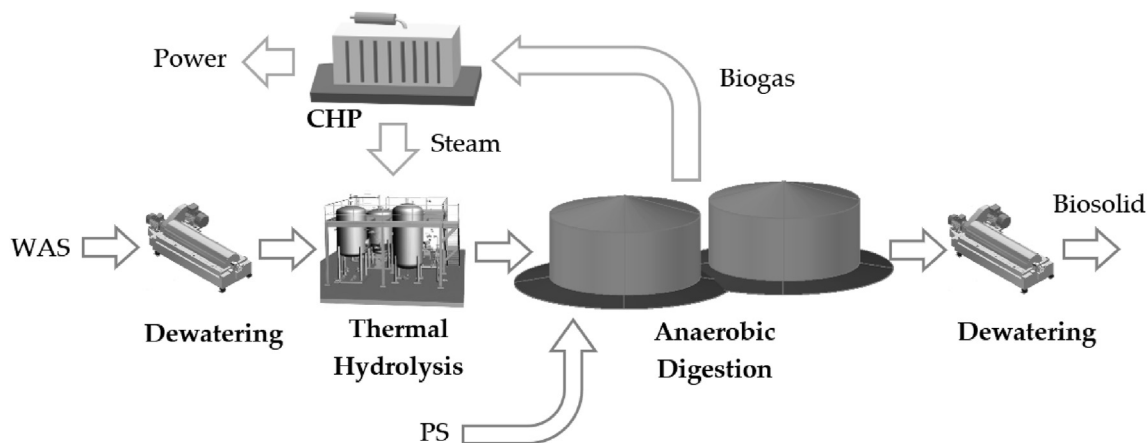 Power
Biogas
CHP
Steam
WAS
Biosolid
Dewatering
Thermal
Hydrolysis
Anaerobic
Digestion
Dewatering
PS